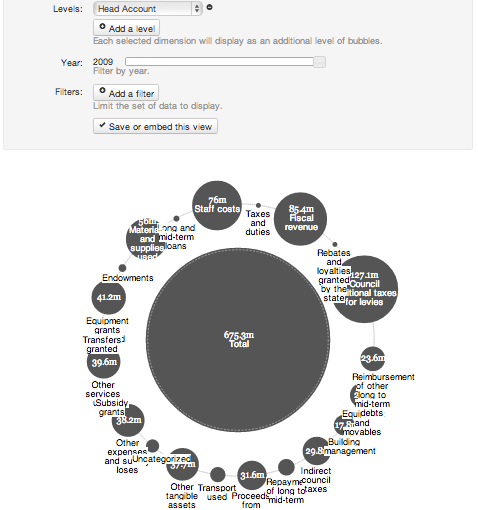 Levels: Head Account
Add a level
Each selected dimension will display as an additional level of bubbles.
Year: 2009
Filter by year.
Filters: Add a filter
Limit the set of data to display.
Save or embed this view
76m
Staff costs
85.4m
Fiscal
revenue
Taxes
and
duties
56m
Material
and
supplies
used
Long and
mid-term
loans
Rebates
and
loyalties
granted
by the
state
127.1m
Council
taxes
for levies
Endowments
41.2m
Equipment
grants
675.3m
Total
Transfers
granted
39.6m
Other
services
Subsidy
grants
38.2m
Other
expenses
and
loses
Uncategorized
37.7m
Other
tangible
assets
Transport
used
31.6m
Proceeds
from
Repayme
of long to
mid-term
29.8m
Indirect
council
taxes
Building
management
17.8m
Equi
and
movables
23.6m
Reimbursement
of other
long to
mid-term
debts